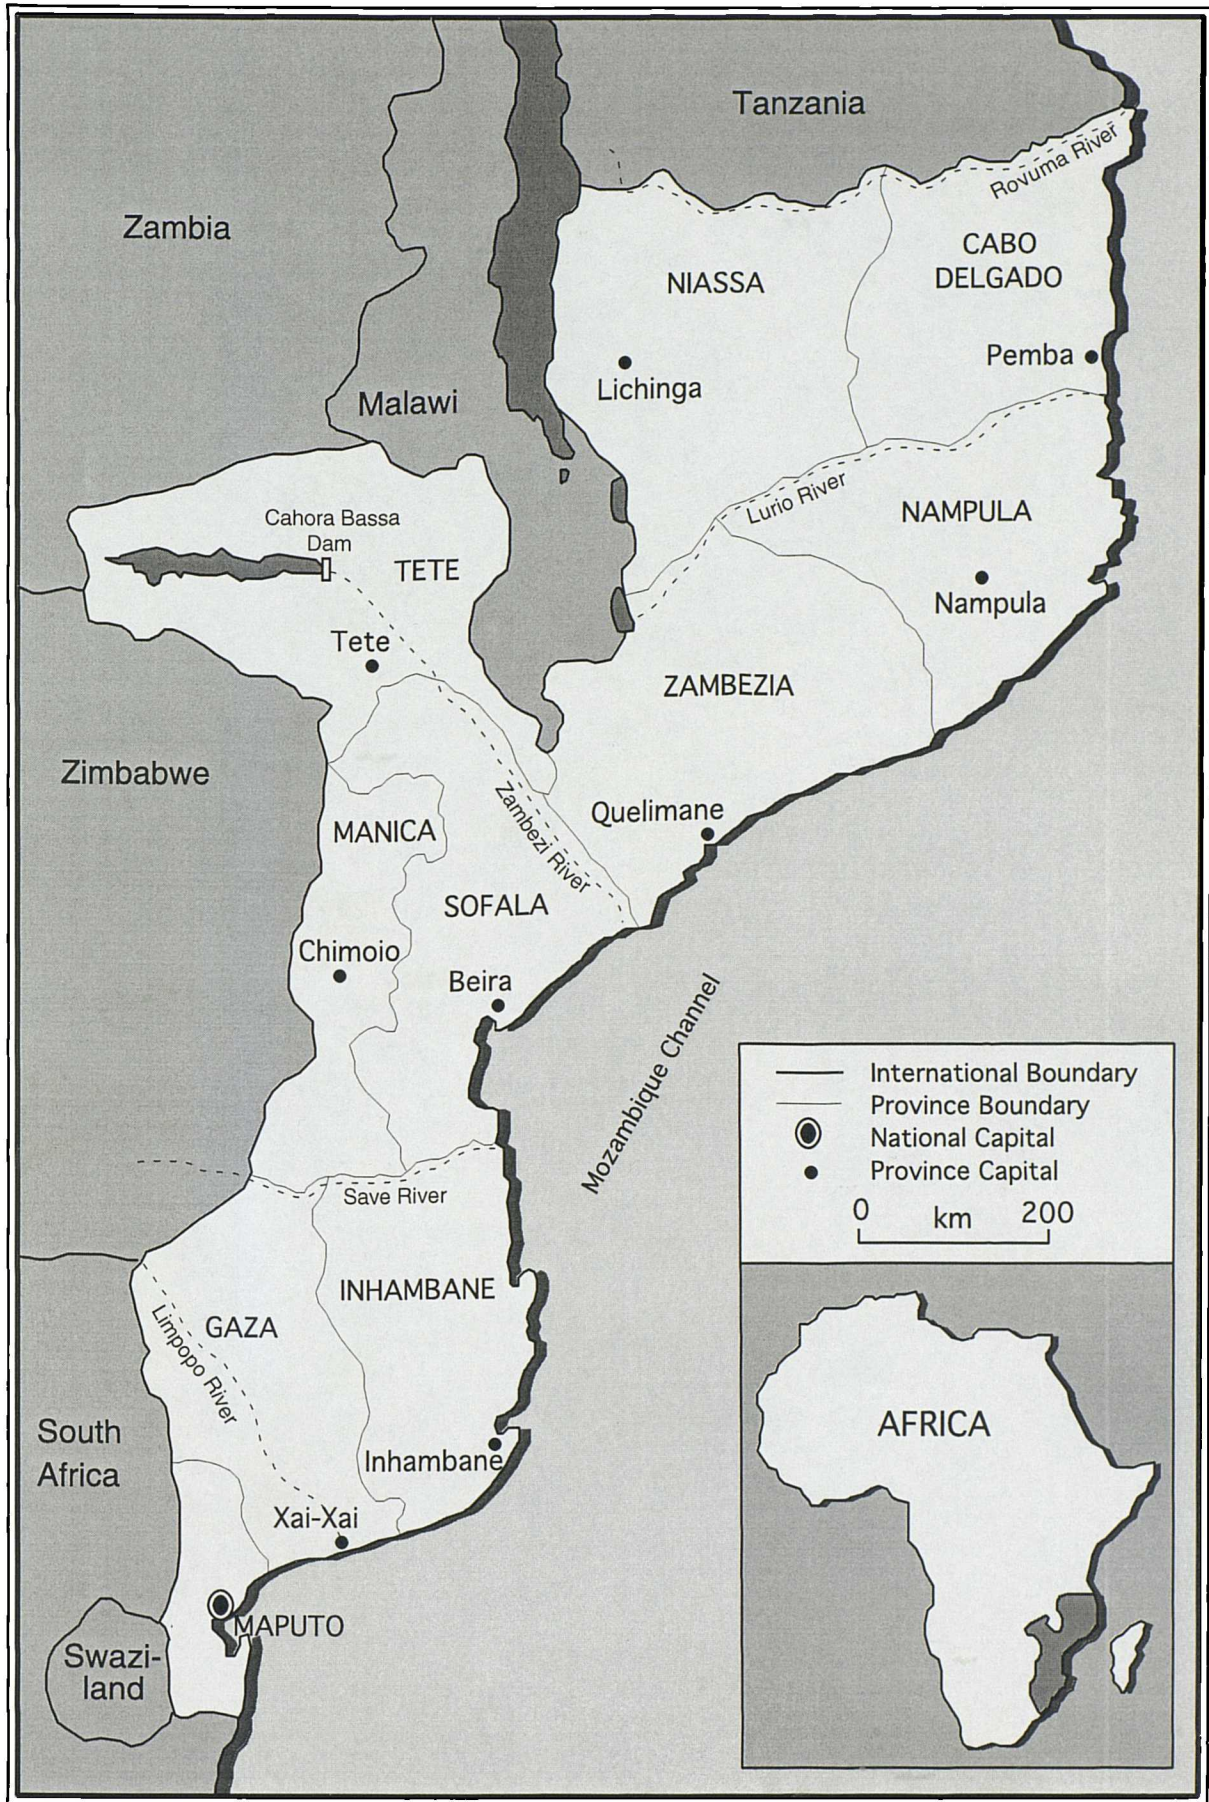 Tanzania
Rovuma River
Zambia
CABO
DELGADO
NIASSA
Pemba
Lichinga
Malawi
Lurio River
NAMPULA
Cahora Bassa
Dam
TETE
Nampula
Tete
ZAMBEZIA
Zimbabwe
Quelimane
MANICA
Zambezi River
SOFALA
Chimoio
Beira
Mozambique Channel
International Boundary
Province Boundary
National Capital
Province Capital
0 km 200
Save River
INHAMBANE
GAZA
Limpopo River
AFRICA
South
Africa
Inhambane
Xai-Xai
MAPUTO
Swazi-
land